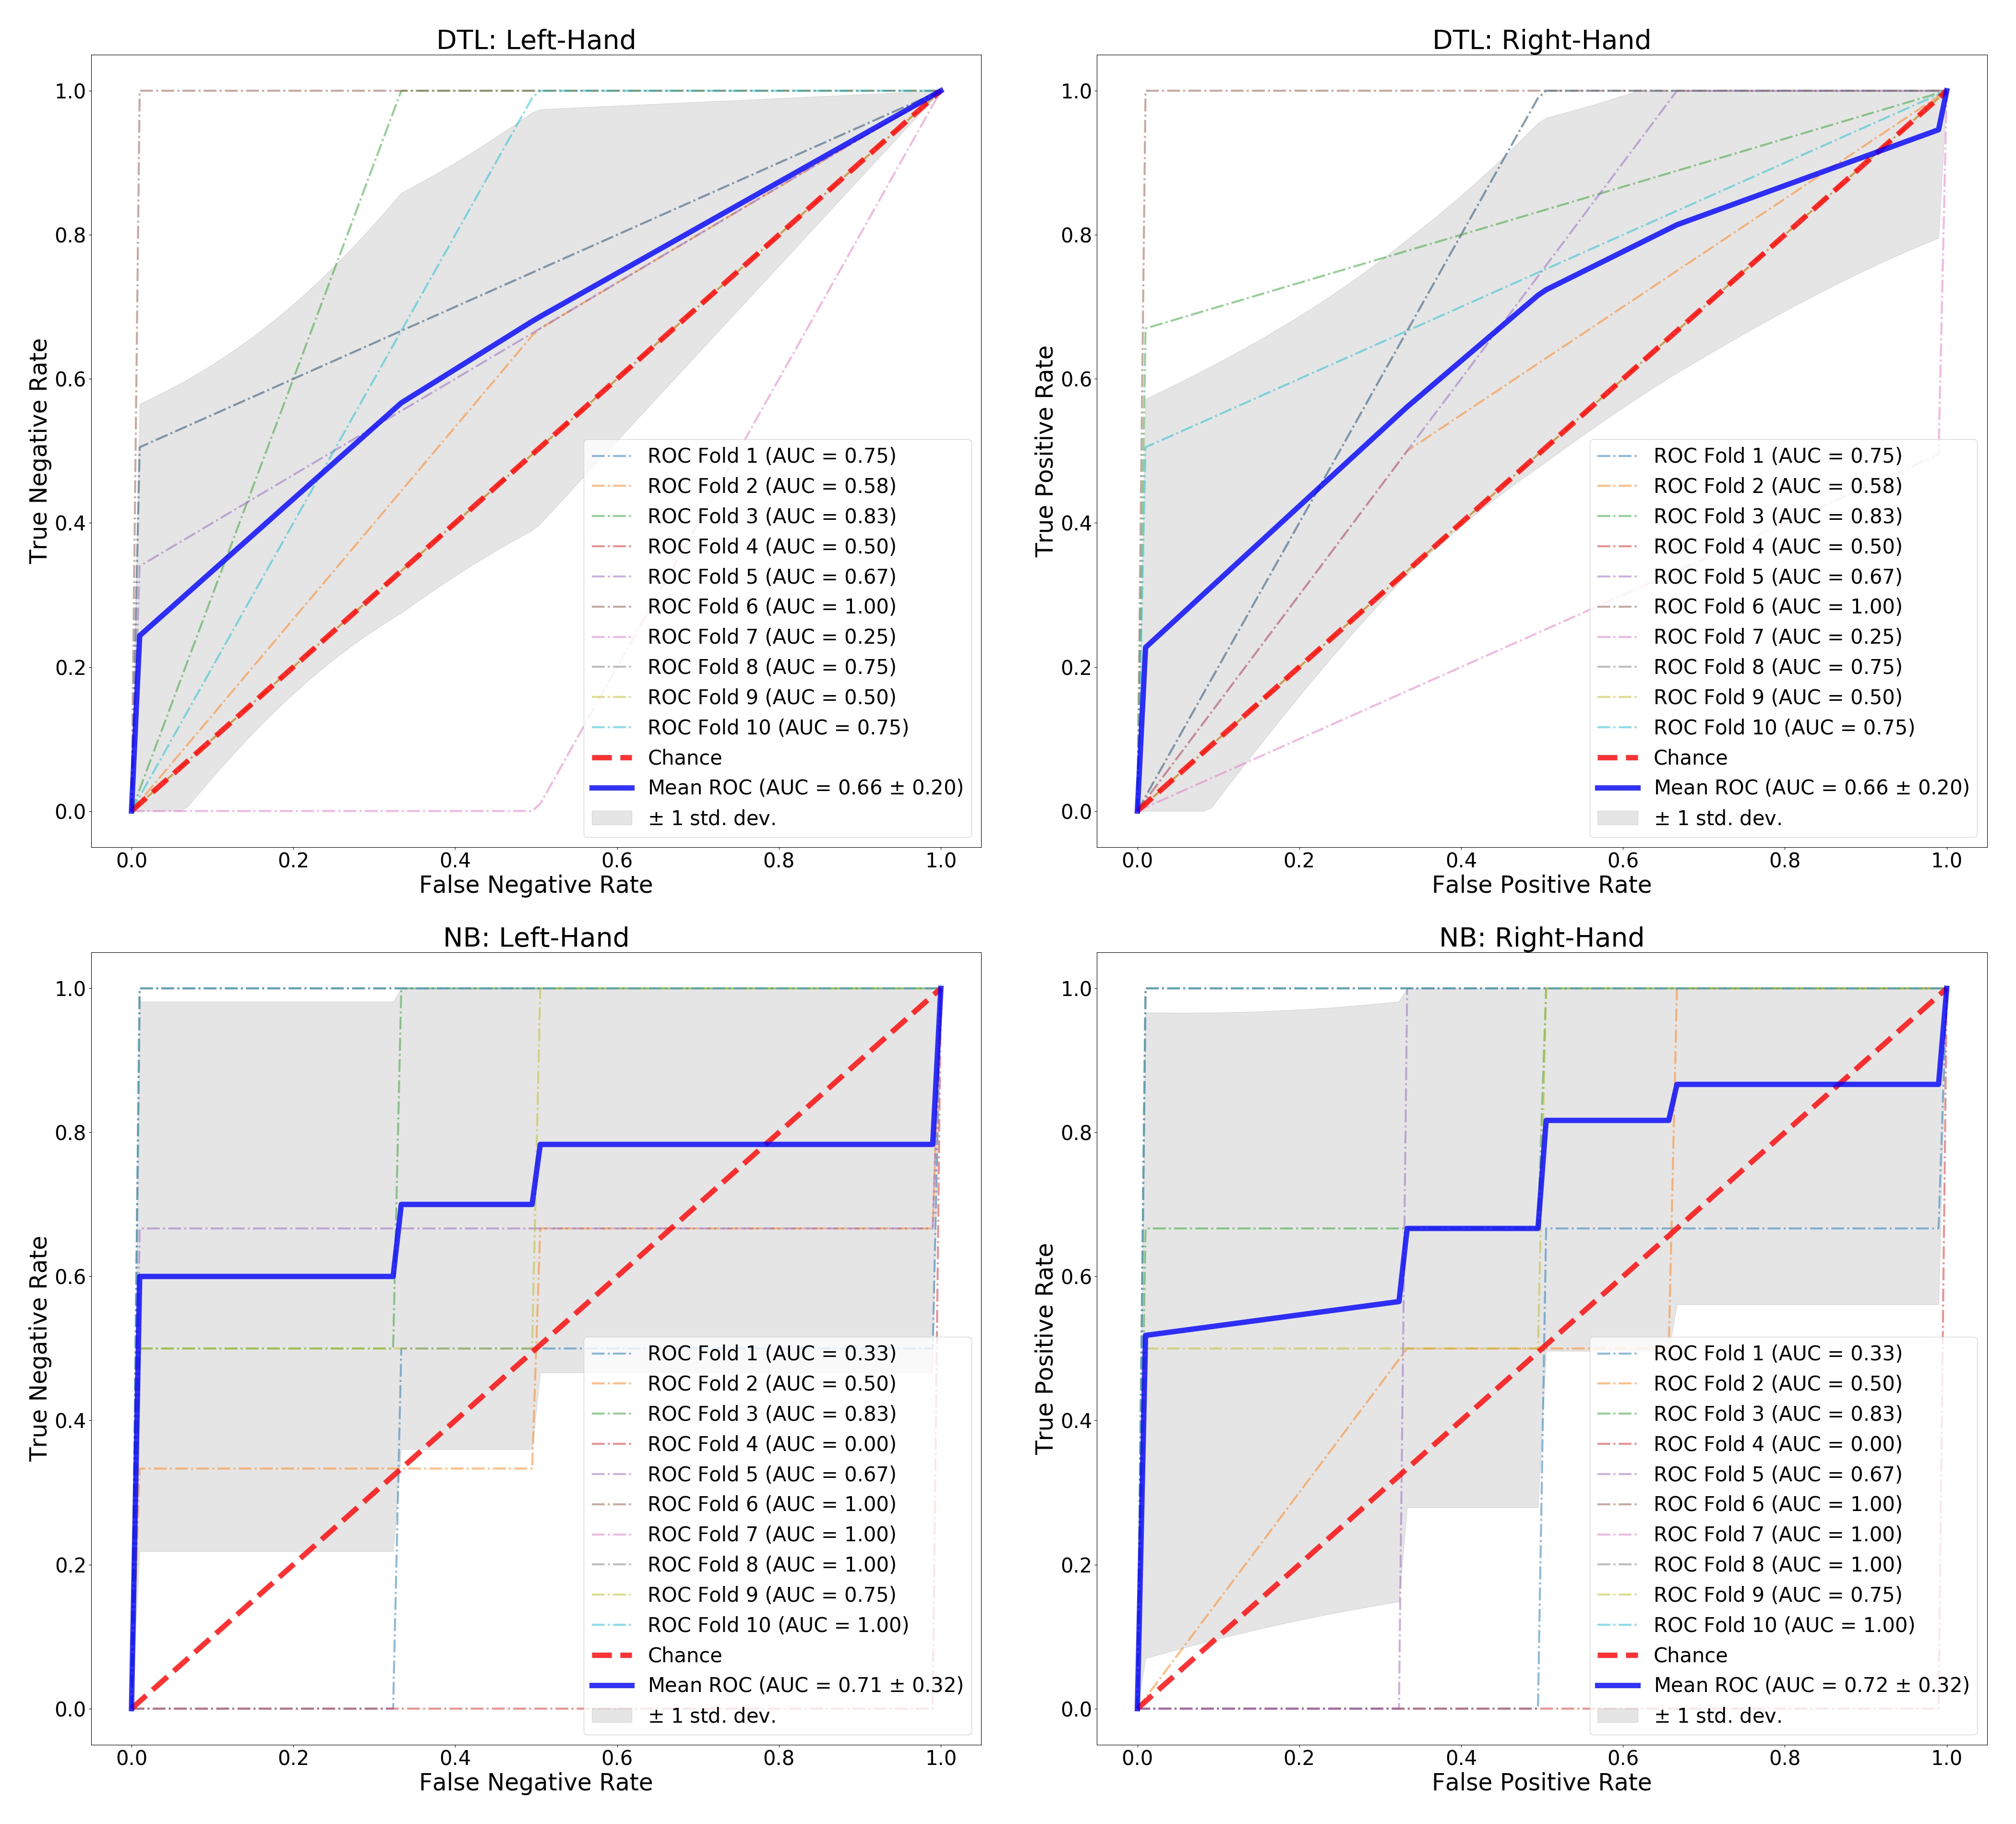 DTL: Left-Hand
True Negative Rate
1.0
0.8
0.6
0.4
0.2
0.0
ROC Fold 1 (AUC = 0.75)
ROC Fold 2 (AUC = 0.58)
ROC Fold 3 (AUC = 0.83)
ROC Fold 4 (AUC = 0.50)
ROC Fold 5 (AUC = 0.67)
ROC Fold 6 (AUC = 1.00)
ROC Fold 7 (AUC = 0.25)
ROC Fold 8 (AUC = 0.75)
ROC Fold 9 (AUC = 0.50)
ROC Fold 10 (AUC = 0.75)
Chance
Mean ROC (AUC = 0.66 ± 0.20)
± 1 std. dev.
0.0 0.2 0.4 0.6 0.8 1.0
False Negative Rate
DTL: Right-Hand
True Positive Rate
1.0
0.8
0.6
0.4
0.2
0.0
ROC Fold 1 (AUC = 0.75)
ROC Fold 2 (AUC = 0.58)
ROC Fold 3 (AUC = 0.83)
ROC Fold 4 (AUC = 0.50)
ROC Fold 5 (AUC = 0.67)
ROC Fold 6 (AUC = 1.00)
ROC Fold 7 (AUC = 0.25)
ROC Fold 8 (AUC = 0.75)
ROC Fold 9 (AUC = 0.50)
ROC Fold 10 (AUC = 0.75)
Chance
Mean ROC (AUC = 0.66 ± 0.20)
± 1 std. dev.
0.0 0.2 0.4 0.6 0.8 1.0
False Positive Rate
NB: Left-Hand
True Negative Rate
1.0
0.8
0.6
0.4
0.2
0.0
ROC Fold 1 (AUC = 0.33)
ROC Fold 2 (AUC = 0.50)
ROC Fold 3 (AUC = 0.83)
ROC Fold 4 (AUC = 0.00)
ROC Fold 5 (AUC = 0.67)
ROC Fold 6 (AUC = 1.00)
ROC Fold 7 (AUC = 1.00)
ROC Fold 8 (AUC = 1.00)
ROC Fold 9 (AUC = 0.75)
ROC Fold 10 (AUC = 1.00)
Chance
Mean ROC (AUC = 0.71 ± 0.32)
± 1 std. dev.
0.0 0.2 0.4 0.6 0.8 1.0
False Negative Rate
NB: Right-Hand
True Positive Rate
1.0
0.8
0.6
0.4
0.2
0.0
ROC Fold 1 (AUC = 0.33)
ROC Fold 2 (AUC = 0.50)
ROC Fold 3 (AUC = 0.83)
ROC Fold 4 (AUC = 0.00)
ROC Fold 5 (AUC = 0.67)
ROC Fold 6 (AUC = 1.00)
ROC Fold 7 (AUC = 1.00)
ROC Fold 8 (AUC = 1.00)
ROC Fold 9 (AUC = 0.75)
ROC Fold 10 (AUC = 1.00)
Chance
Mean ROC (AUC = 0.72 ± 0.32)
± 1 std. dev.
0.0 0.2 0.4 0.6 0.8 1.0
False Positive Rate